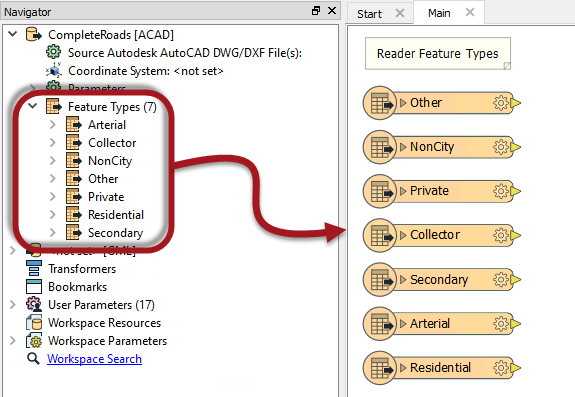 Navigator
CompleteRoads [ACAD]
Source Autodesk AutoCAD DWG/DXF File(s):
Coordinate System: <not set>
Parameters
Feature Types (7)
Arterial
Collector
NonCity
Other
Private
Residential
Secondary
<not set> [GML]
Transformers
Bookmarks
User Parameters (17)
Workspace Resources
Workspace Parameters
Workspace Search
Start
Main
Reader Feature Types
Other
NonCity
Private
Collector
Secondary
Arterial
Residential